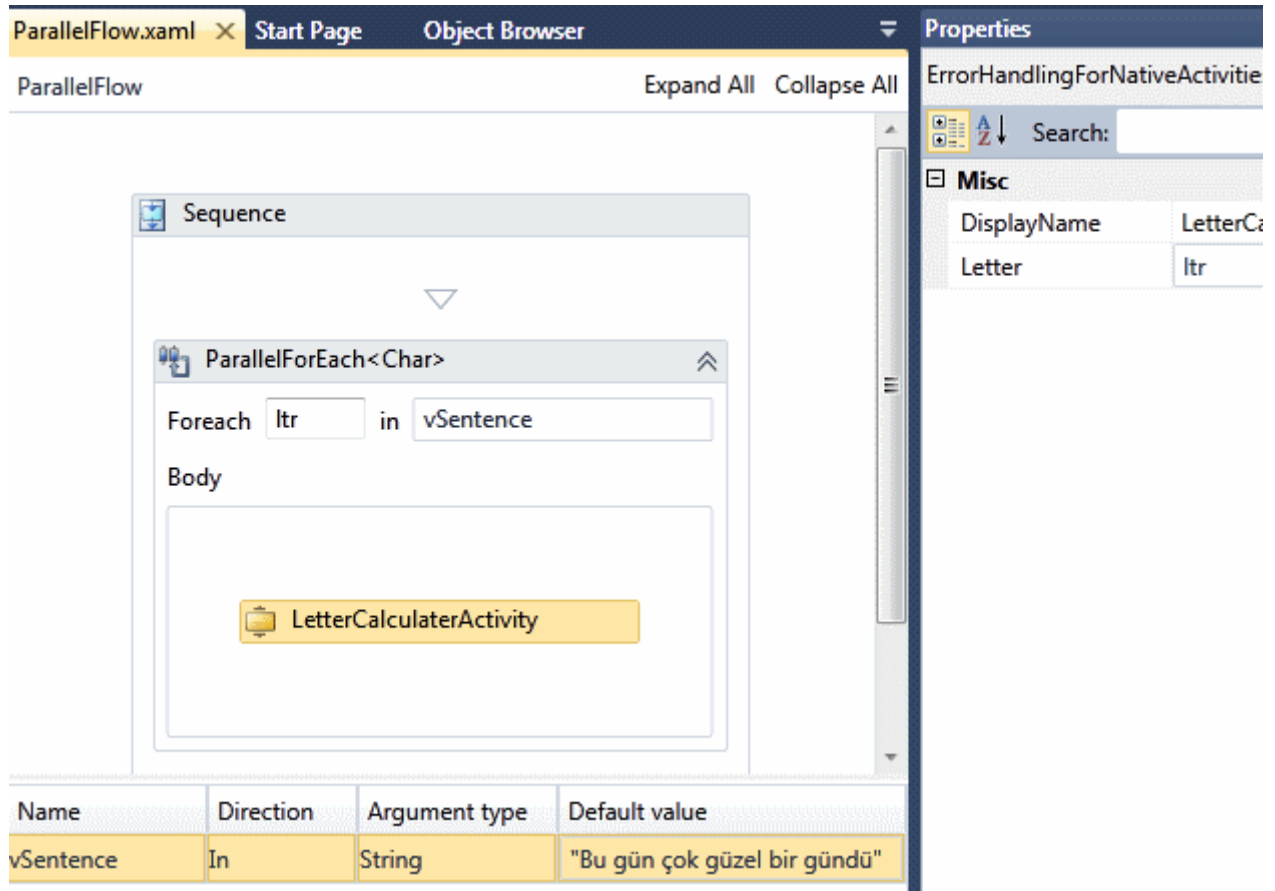 ParallelFlow.xaml Start Page Object Browser
Properties
ParallelFlow Expand All Collapse All
ErrorHandlingForNativeActivities
Search:
Misc
DisplayName LetterCa
Letter ltr
Sequence
ParallelForEach<Char>
Foreach ltr in vSentence
Body
LetterCalculaterActivity
Name Direction Argument type Default value
vSentence In String "Bu gün çok güzel bir gündü"